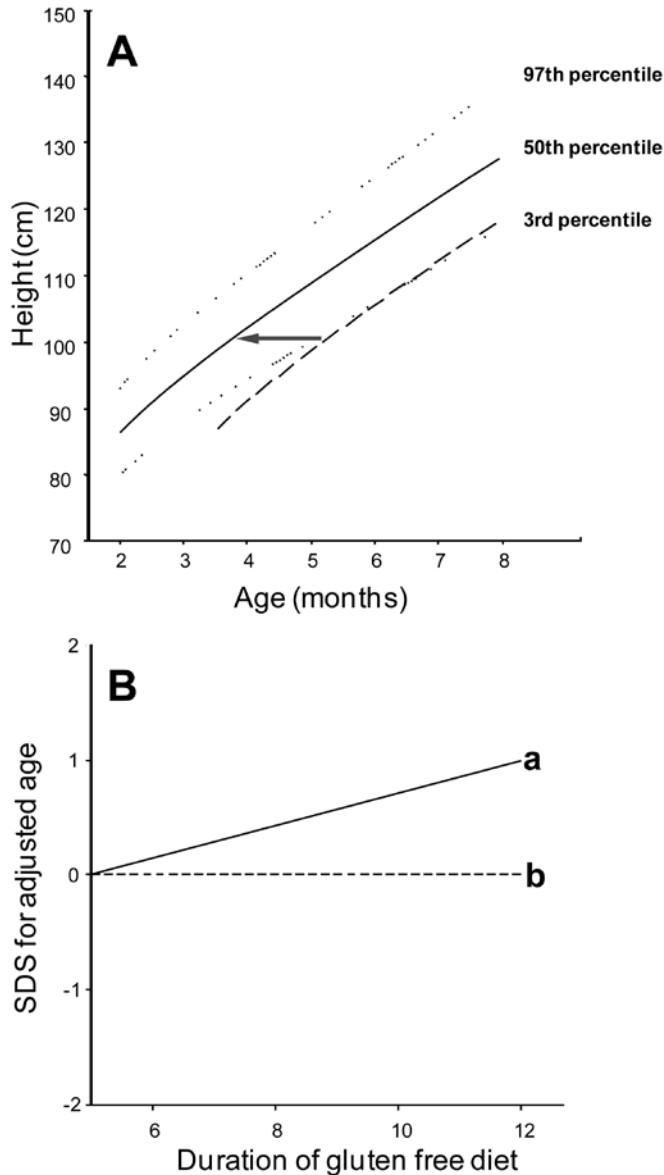 A
150
140
130
120
110
100
90
80
70
Height (cm)
97th percentile
50th percentile
3rd percentile
2 3 4 5 6 7 8
Age (months)
B
2
1
0
-1
-2
SDS for adjusted age
a
b
6 8 10 12
Duration of gluten free diet